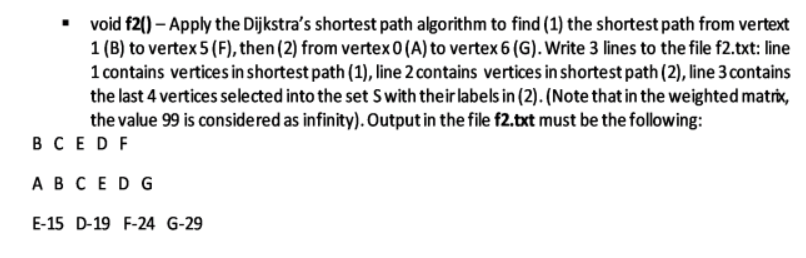 ▪ void f2() – Apply the Dijkstra's shortest path algorithm to find (1) the shortest path from vertext
1 (B) to vertex 5 (F), then (2) from vertex 0 (A) to vertex 6 (G). Write 3 lines to the file f2.txt: line
1 contains vertices in shortest path (1), line 2 contains vertices in shortest path (2), line 3 contains
the last 4 vertices selected into the set S with their labels in (2). (Note that in the weighted matrix,
the value 99 is considered as infinity). Output in the file f2.txt must be the following:
B C E D F
A B C E D G
E-15 D-19 F-24 G-29